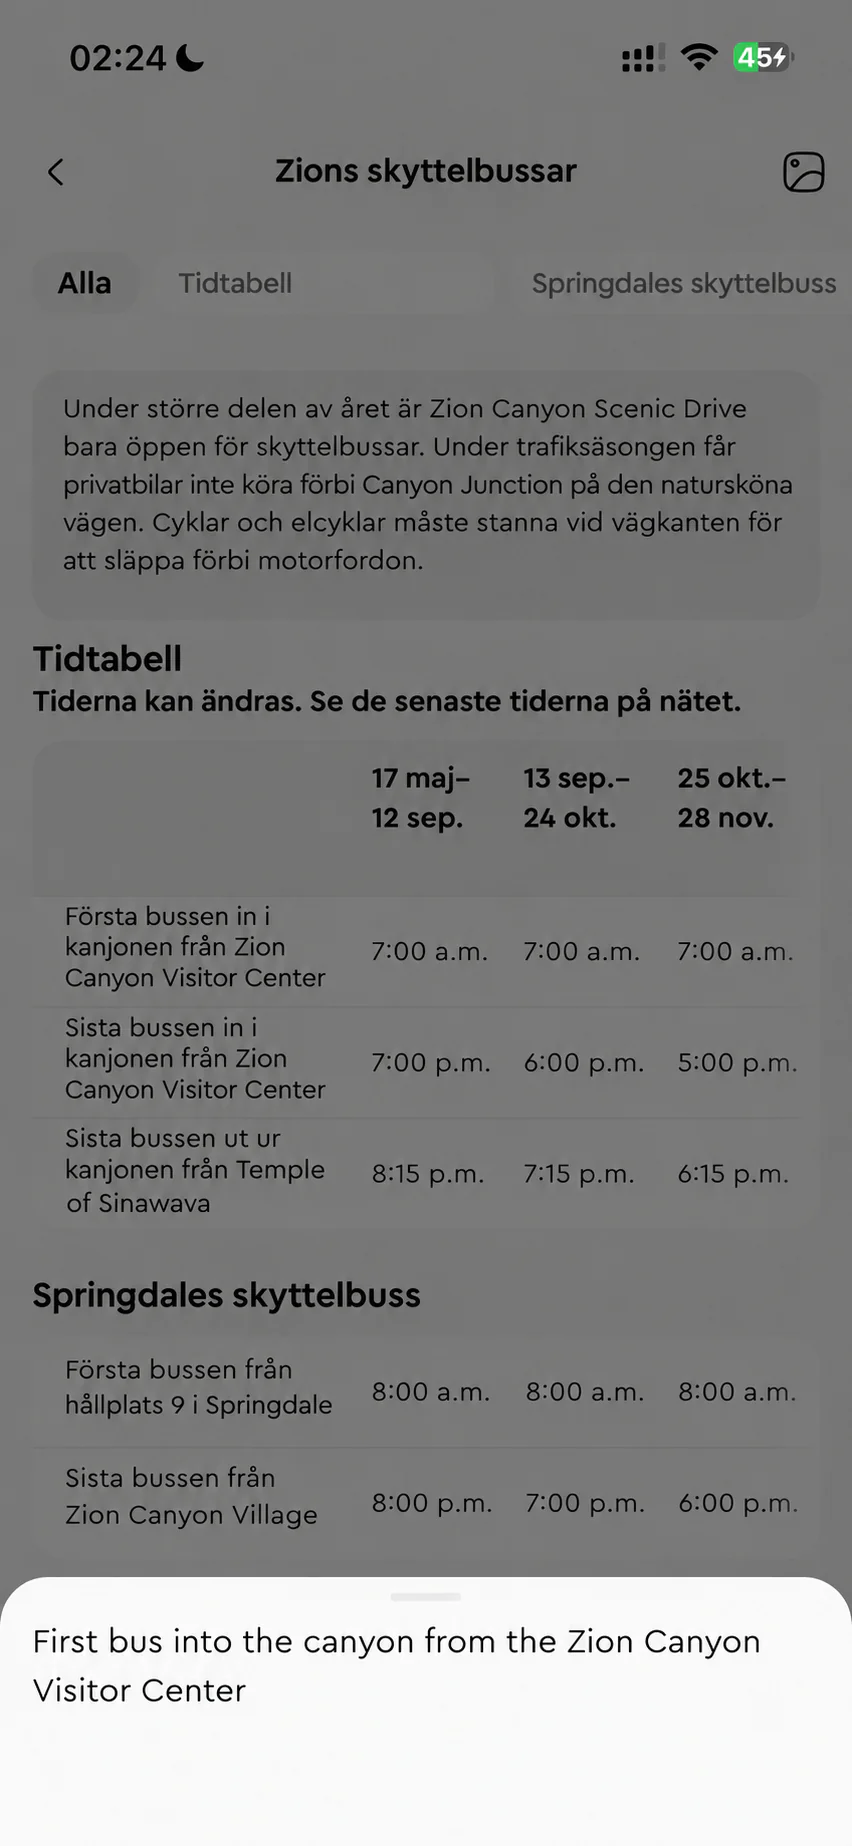 02:24
45
Zions skyttelbussar
Alla Tidtabell Springdales skyttelbuss
Under större delen av året är Zion Canyon Scenic Drive
bara öppen för skyttelbussar. Under trafiksäsongen får
privatbilar inte köra förbi Canyon Junction på den natursköna
vägen. Cyklar och elcyklar måste stanna vid vägkanten för
att släppa förbi motorfordon.
Tidtabell
Tiderna kan ändras. Se de senaste tiderna på nätet.
17 maj– 13 sep.– 25 okt.–
12 sep. 24 okt. 28 nov.
Första bussen in i
kanjonen från Zion
Canyon Visitor Center
7:00 a.m. 7:00 a.m. 7:00 a.m.
Sista bussen in i
kanjonen från Zion
Canyon Visitor Center
7:00 p.m. 6:00 p.m. 5:00 p.m.
Sista bussen ut ur
kanjonen från Temple
of Sinawava
8:15 p.m. 7:15 p.m. 6:15 p.m.
Springdales skyttelbuss
Första bussen från
hållplats 9 i Springdale
8:00 a.m. 8:00 a.m. 8:00 a.m.
Sista bussen från
Zion Canyon Village
8:00 p.m. 7:00 p.m. 6:00 p.m.
First bus into the canyon from the Zion Canyon
Visitor Center